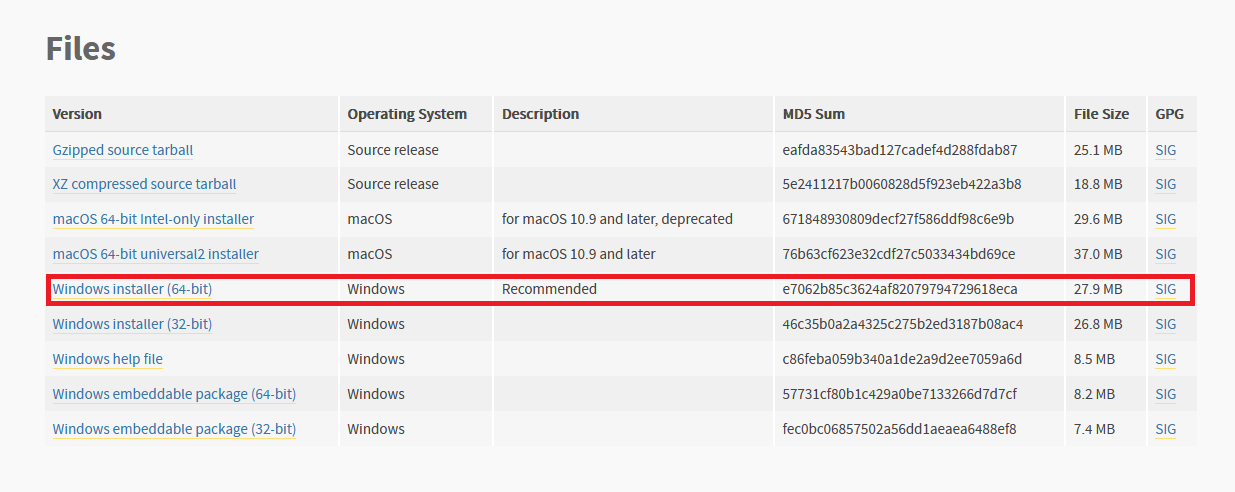 Files
Version Operating System Description MD5 Sum File Size GPG
Gzipped source tarball Source release eafda83543bad127cadef4d288fdab87 25.1 MB SIG
XZ compressed source tarball Source release 5e2411217b0060828d5f923eb422a3b8 18.8 MB SIG
macOS 64-bit Intel-only installer macOS for macOS 10.9 and later, deprecated 671848930809decf27f586ddf98c6e9b 29.6 MB SIG
macOS 64-bit universal2 installer macOS for macOS 10.9 and later 76b63cf623e32cdf27c5033434bd69ce 37.0 MB SIG
Windows installer (64-bit) Windows Recommended e7062b85c3624af82079794729618eca 27.9 MB SIG
Windows installer (32-bit) Windows 46c35b0a2a4325c275b2ed3187b08ac4 26.8 MB SIG
Windows help file Windows c86feba059b340a1de2a9d2ee7059a6d 8.5 MB SIG
Windows embeddable package (64-bit) Windows 57731cf80b1c429a0be7133266d7d7cf 8.2 MB SIG
Windows embeddable package (32-bit) Windows fec0bc06857502a56dd1aeaea6488ef8 7.4 MB SIG